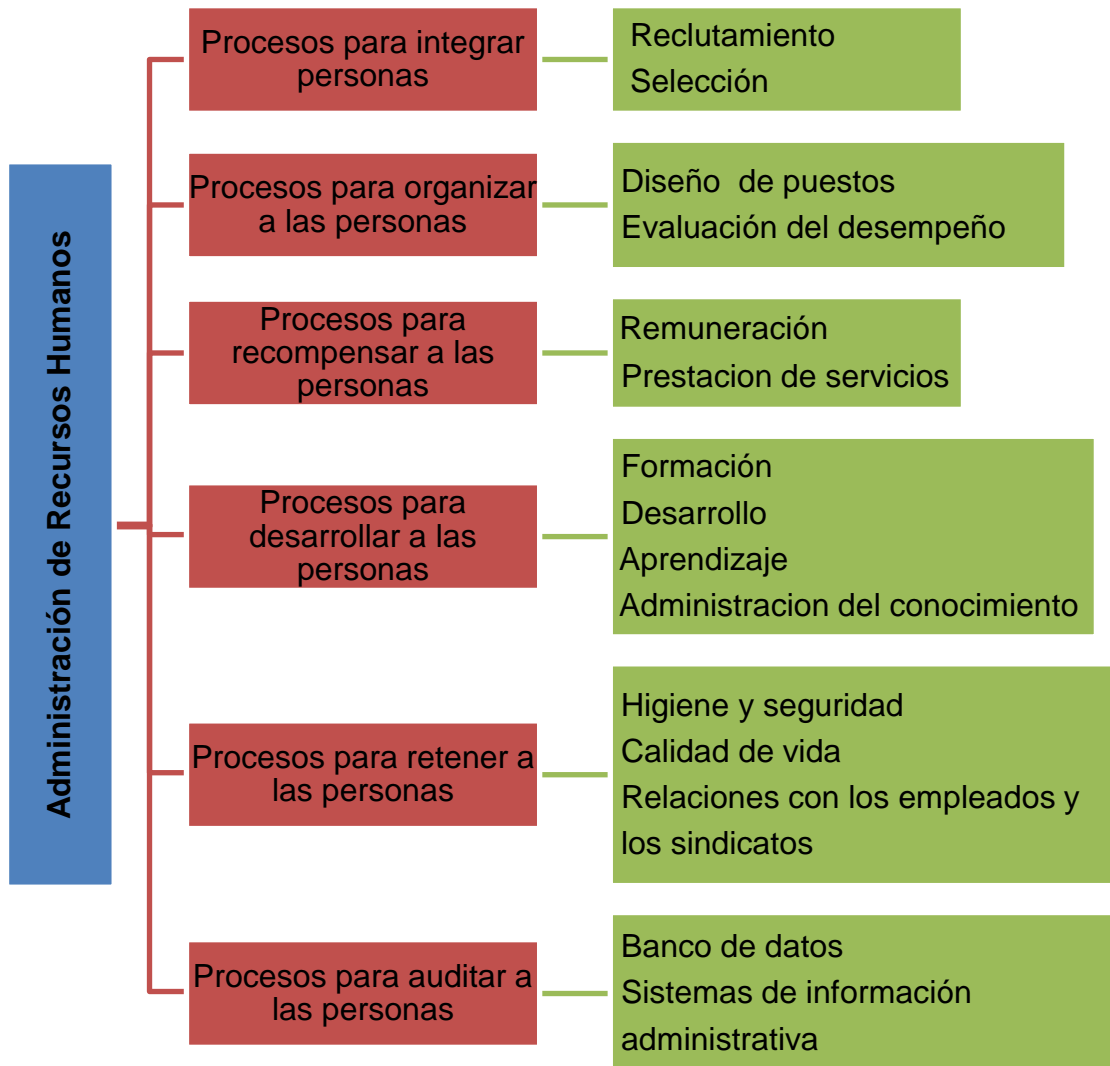 Administración de Recursos Humanos
Procesos para integrar
personas
Reclutamiento
Selección
Procesos para organizar
a las personas
Diseño de puestos
Evaluación del desempeño
Procesos para
recompensar a las
personas
Remuneración
Prestacion de servicios
Procesos para
desarrollar a las
personas
Formación
Desarrollo
Aprendizaje
Administracion del conocimiento
Procesos para retener a
las personas
Higiene y seguridad
Calidad de vida
Relaciones con los empleados y
los sindicatos
Procesos para auditar a
las personas
Banco de datos
Sistemas de información
administrativa